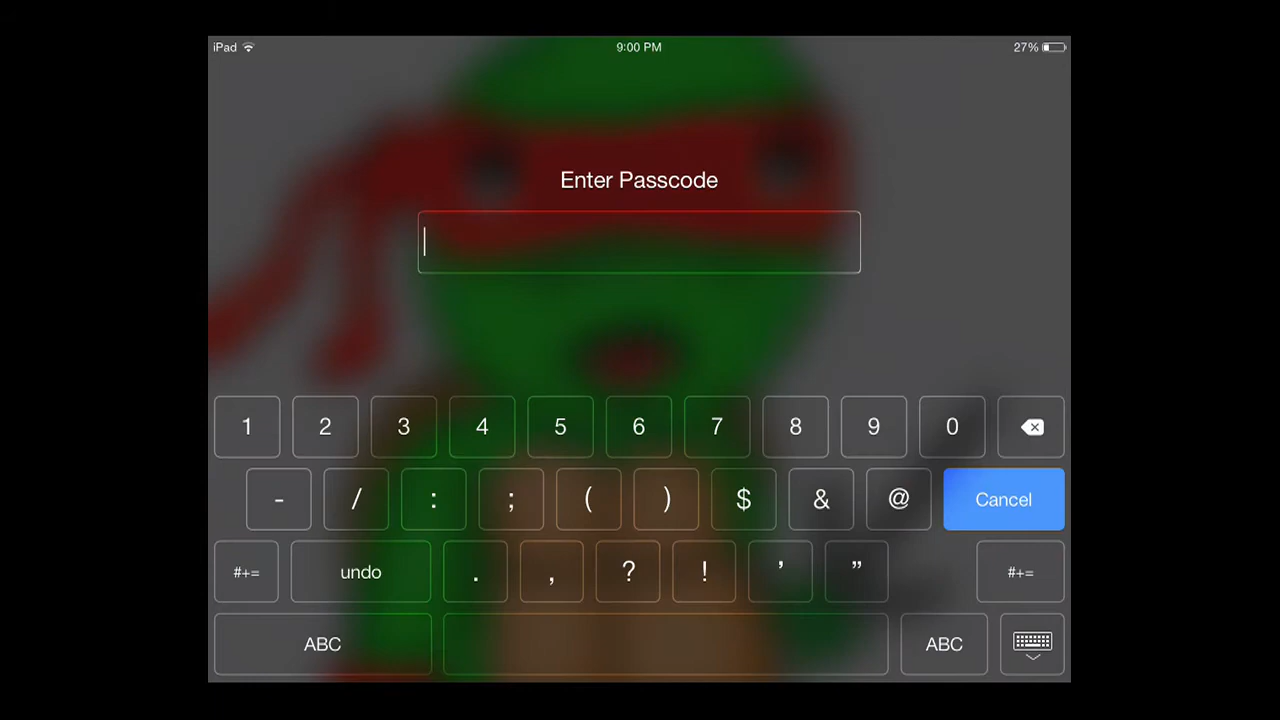 iPad 9:00 PM 27%
Enter Passcode
1 2 3 4 5 6 7 8 9 0
- / : ; ( ) $ & @ Cancel
#+= undo . , ? ! ’ ” #+=
ABC ABC